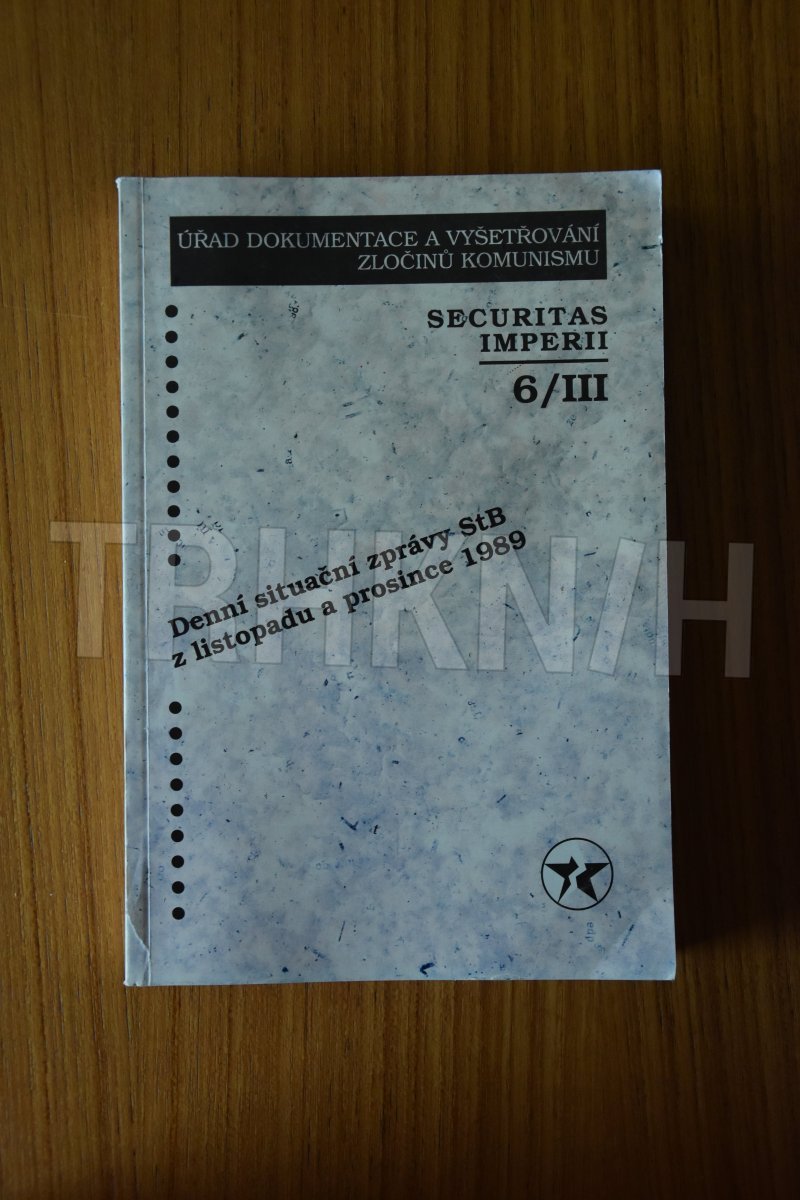 ÚŘAD DOKUMENTACE A VYŠETŘOVÁNÍ
ZLOČINŮ KOMUNISMU
SECURITAS
IMPERII
6/III
Denní situační zprávy StB
z listopadu a prosince 1989